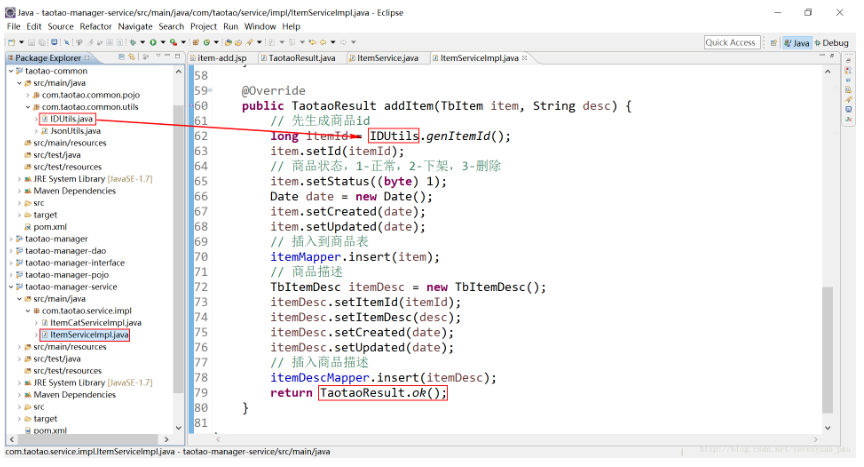 Java - taotao-manager-service/src/main/java/com/taotao/service/impl/ItemServiceImpl.java - Eclipse
File Edit Source Refactor Navigate Search Project Run Window Help
Quick Access Java Debug
Package Explorer
item-add.jsp TaotaoResult.java ItemService.java ItemServiceImpl.java
taotao-common
src/main/java
com.taotao.common.pojo
com.taotao.common.utils
IDUtils.java
JsonUtils.java
src/main/resources
src/test/java
src/test/resources
JRE System Library [JavaSE-1.7]
Maven Dependencies
src
target
pom.xml
taotao-manager
taotao-manager-dao
taotao-manager-interface
taotao-manager-pojo
taotao-manager-service
src/main/java
com.taotao.service.impl
ItemCatServiceImpl.java
ItemServiceImpl.java
src/main/resources
src/test/java
src/test/resources
JRE System Library [JavaSE-1.7]
Maven Dependencies
src
target
pom.xml
58
59 @Override
60 public TaotaoResult addItem(TbItem item, String desc) {
61 // 先生成商品id
62 long itemId = IDUtils.genItemId();
63 item.setId(itemId);
64 // 商品状态，1-正常，2-下架，3-删除
65 item.setStatus((byte) 1);
66 Date date = new Date();
67 item.setCreated(date);
68 item.setUpdated(date);
69 // 插入到商品表
70 itemMapper.insert(item);
71 // 商品描述
72 TbItemDesc itemDesc = new TbItemDesc();
73 itemDesc.setItemId(itemId);
74 itemDesc.setItemDesc(desc);
75 itemDesc.setCreated(date);
76 itemDesc.setUpdated(date);
77 // 插入商品描述
78 itemDescMapper.insert(itemDesc);
79 return TaotaoResult.ok();
80 }
81
com.taotao.service.impl.ItemServiceImpl.java - taotao-manager-service/src/main/java